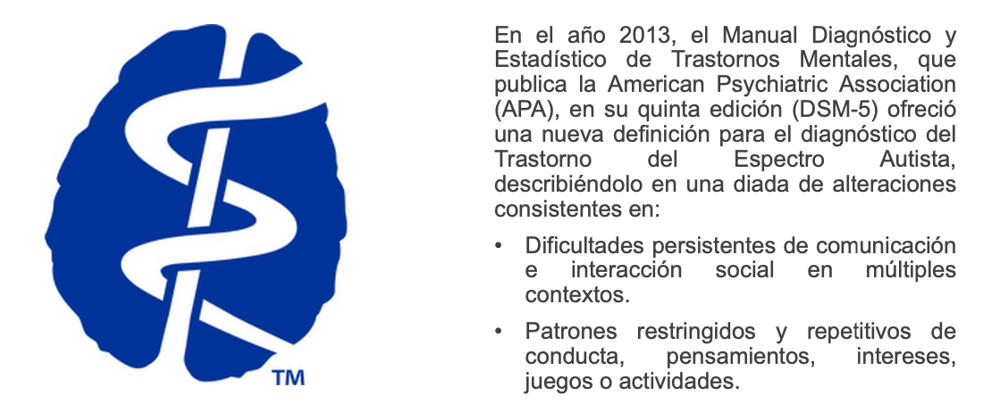 En el año 2013, el Manual Diagnóstico y
Estadístico de Trastornos Mentales, que
publica la American Psychiatric Association
(APA), en su quinta edición (DSM-5) ofreció
una nueva definición para el diagnóstico del
Trastorno del Espectro Autista,
describiéndolo en una diada de alteraciones
consistentes en:
• Dificultades persistentes de comunicación
e interacción social en múltiples
contextos.
• Patrones restringidos y repetitivos de
conducta, pensamientos, intereses,
juegos o actividades.
TM